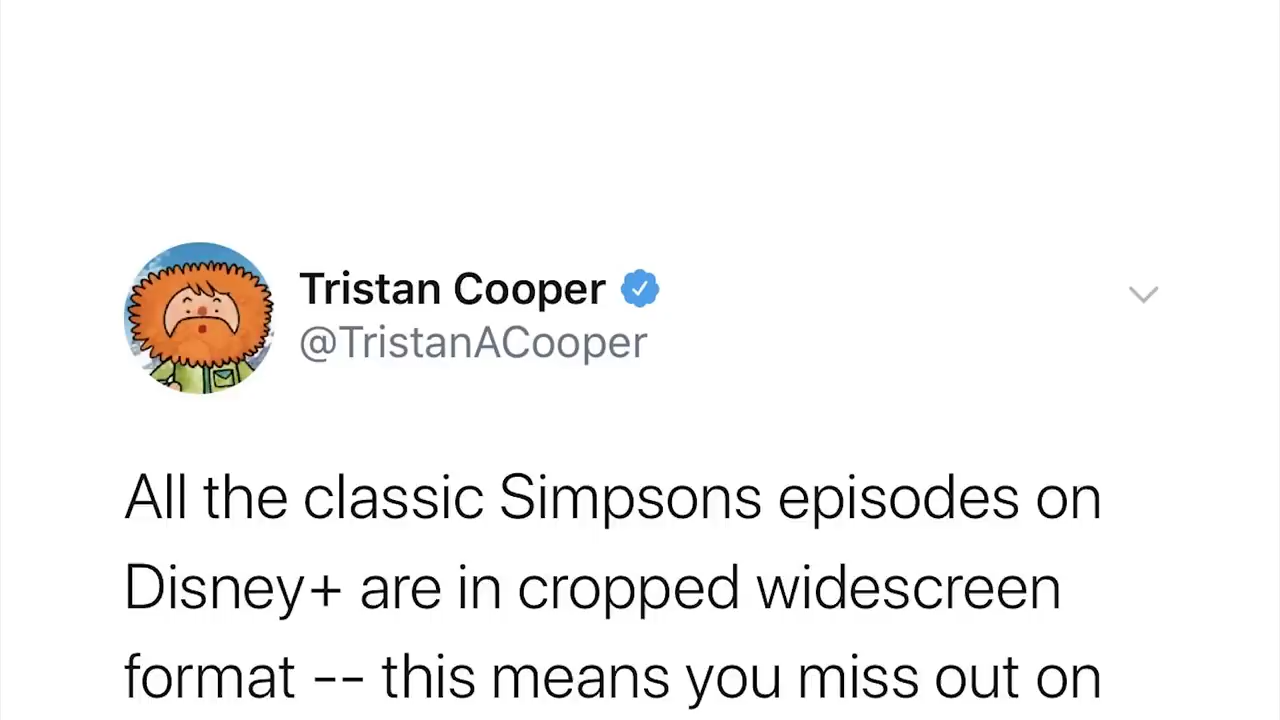 Tristan Cooper
@TristanACooper
All the classic Simpsons episodes on
Disney+ are in cropped widescreen
format -- this means you miss out on